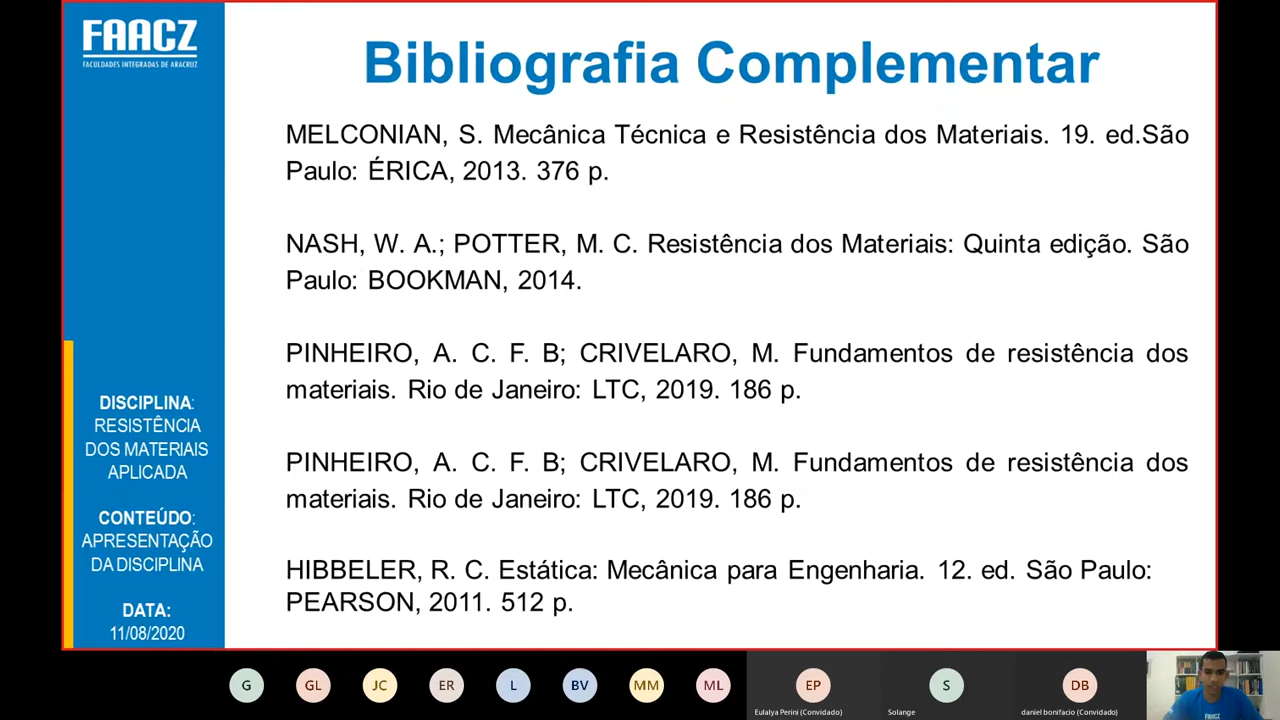 FAACZ
FACULDADES INTEGRADAS DE ARACRUZ
Bibliografia Complementar
MELCONIAN, S. Mecânica Técnica e Resistência dos Materiais. 19. ed.São
Paulo: ÉRICA, 2013. 376 p.
NASH, W. A.; POTTER, M. C. Resistência dos Materiais: Quinta edição. São
Paulo: BOOKMAN, 2014.
PINHEIRO, A. C. F. B; CRIVELARO, M. Fundamentos de resistência dos
materiais. Rio de Janeiro: LTC, 2019. 186 p.
PINHEIRO, A. C. F. B; CRIVELARO, M. Fundamentos de resistência dos
materiais. Rio de Janeiro: LTC, 2019. 186 p.
HIBBELER, R. C. Estática: Mecânica para Engenharia. 12. ed. São Paulo:
PEARSON, 2011. 512 p.
DISCIPLINA:
RESISTÊNCIA
DOS MATERIAIS
APLICADA
CONTEÚDO:
APRESENTAÇÃO
DA DISCIPLINA
DATA:
11/08/2020
G
GL
JC
ER
L
BV
MM
ML
EP
Eulalya Perini (Convidado)
S
Solange
DB
daniel bonifacio (Convidado)
FAACZ